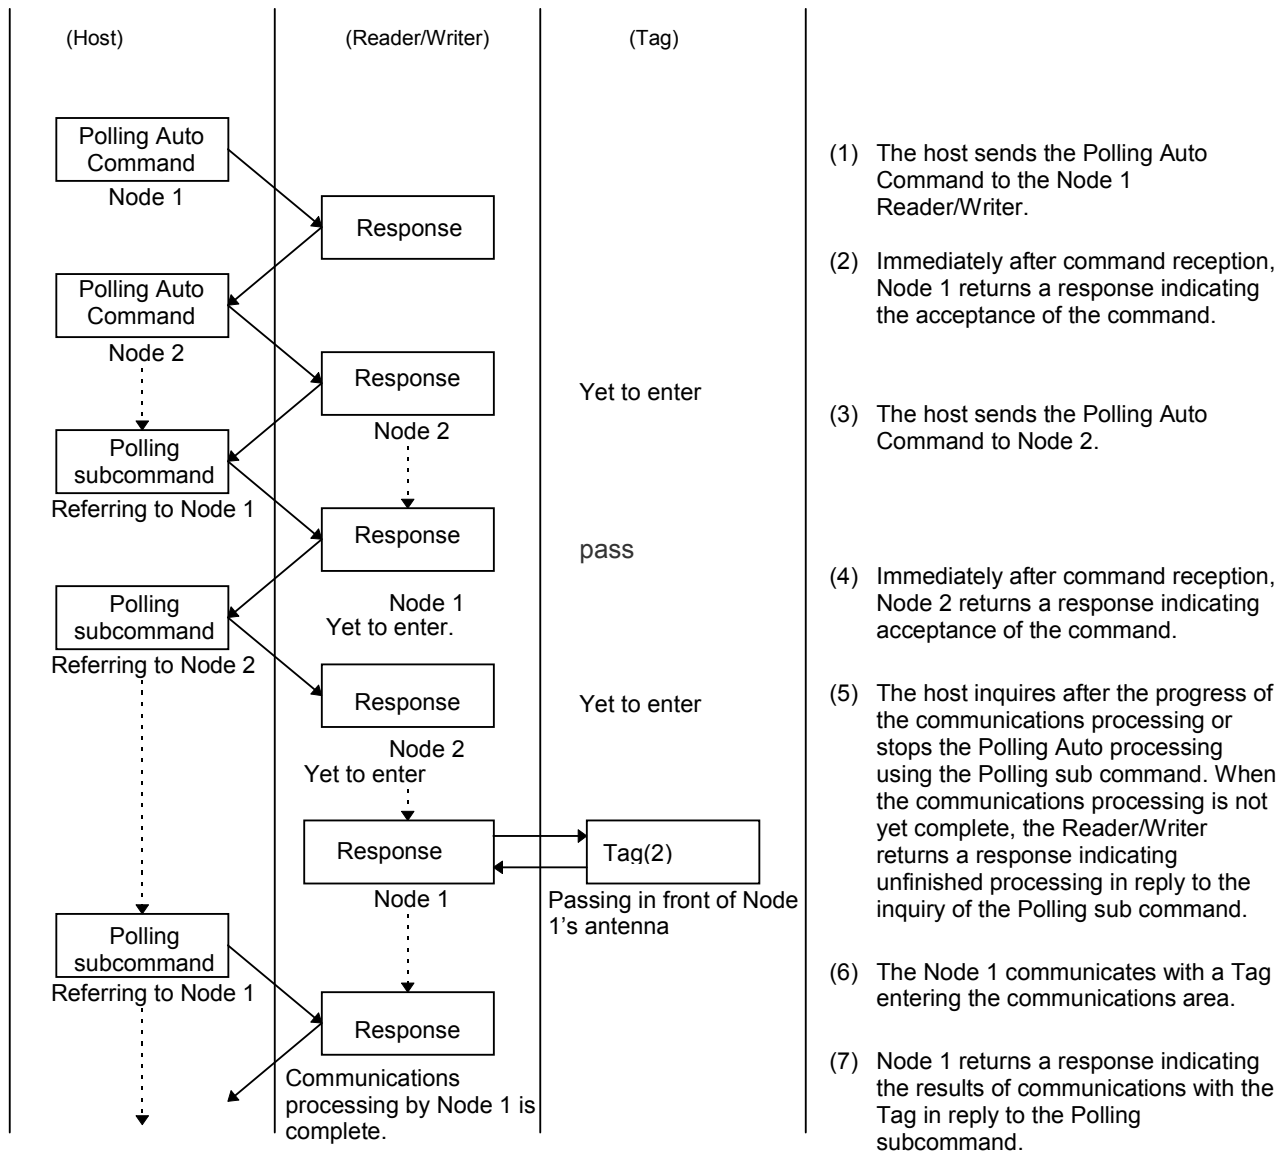 (Host)
(Reader/Writer)
(Tag)
Polling Auto
Command
Node 1
Response
Polling Auto
Command
Node 2
Response
Node 2
Yet to enter
Polling
subcommand
Referring to Node 1
Response
pass
Node 1
Yet to enter.
Polling
subcommand
Referring to Node 2
Response
Yet to enter
Node 2
Yet to enter
Response
Tag(2)
Node 1
Passing in front of Node
1's antenna
Polling
subcommand
Referring to Node 1
Response
Communications
processing by Node 1 is
complete.
(1) The host sends the Polling Auto
Command to the Node 1
Reader/Writer.
(2) Immediately after command reception,
Node 1 returns a response indicating
the acceptance of the command.
(3) The host sends the Polling Auto
Command to Node 2.
(4) Immediately after command reception,
Node 2 returns a response indicating
acceptance of the command.
(5) The host inquires after the progress of
the communications processing or
stops the Polling Auto processing
using the Polling sub command. When
the communications processing is not
yet complete, the Reader/Writer
returns a response indicating
unfinished processing in reply to the
inquiry of the Polling sub command.
(6) The Node 1 communicates with a Tag
entering the communications area.
(7) Node 1 returns a response indicating
the results of communications with the
Tag in reply to the Polling
subcommand.